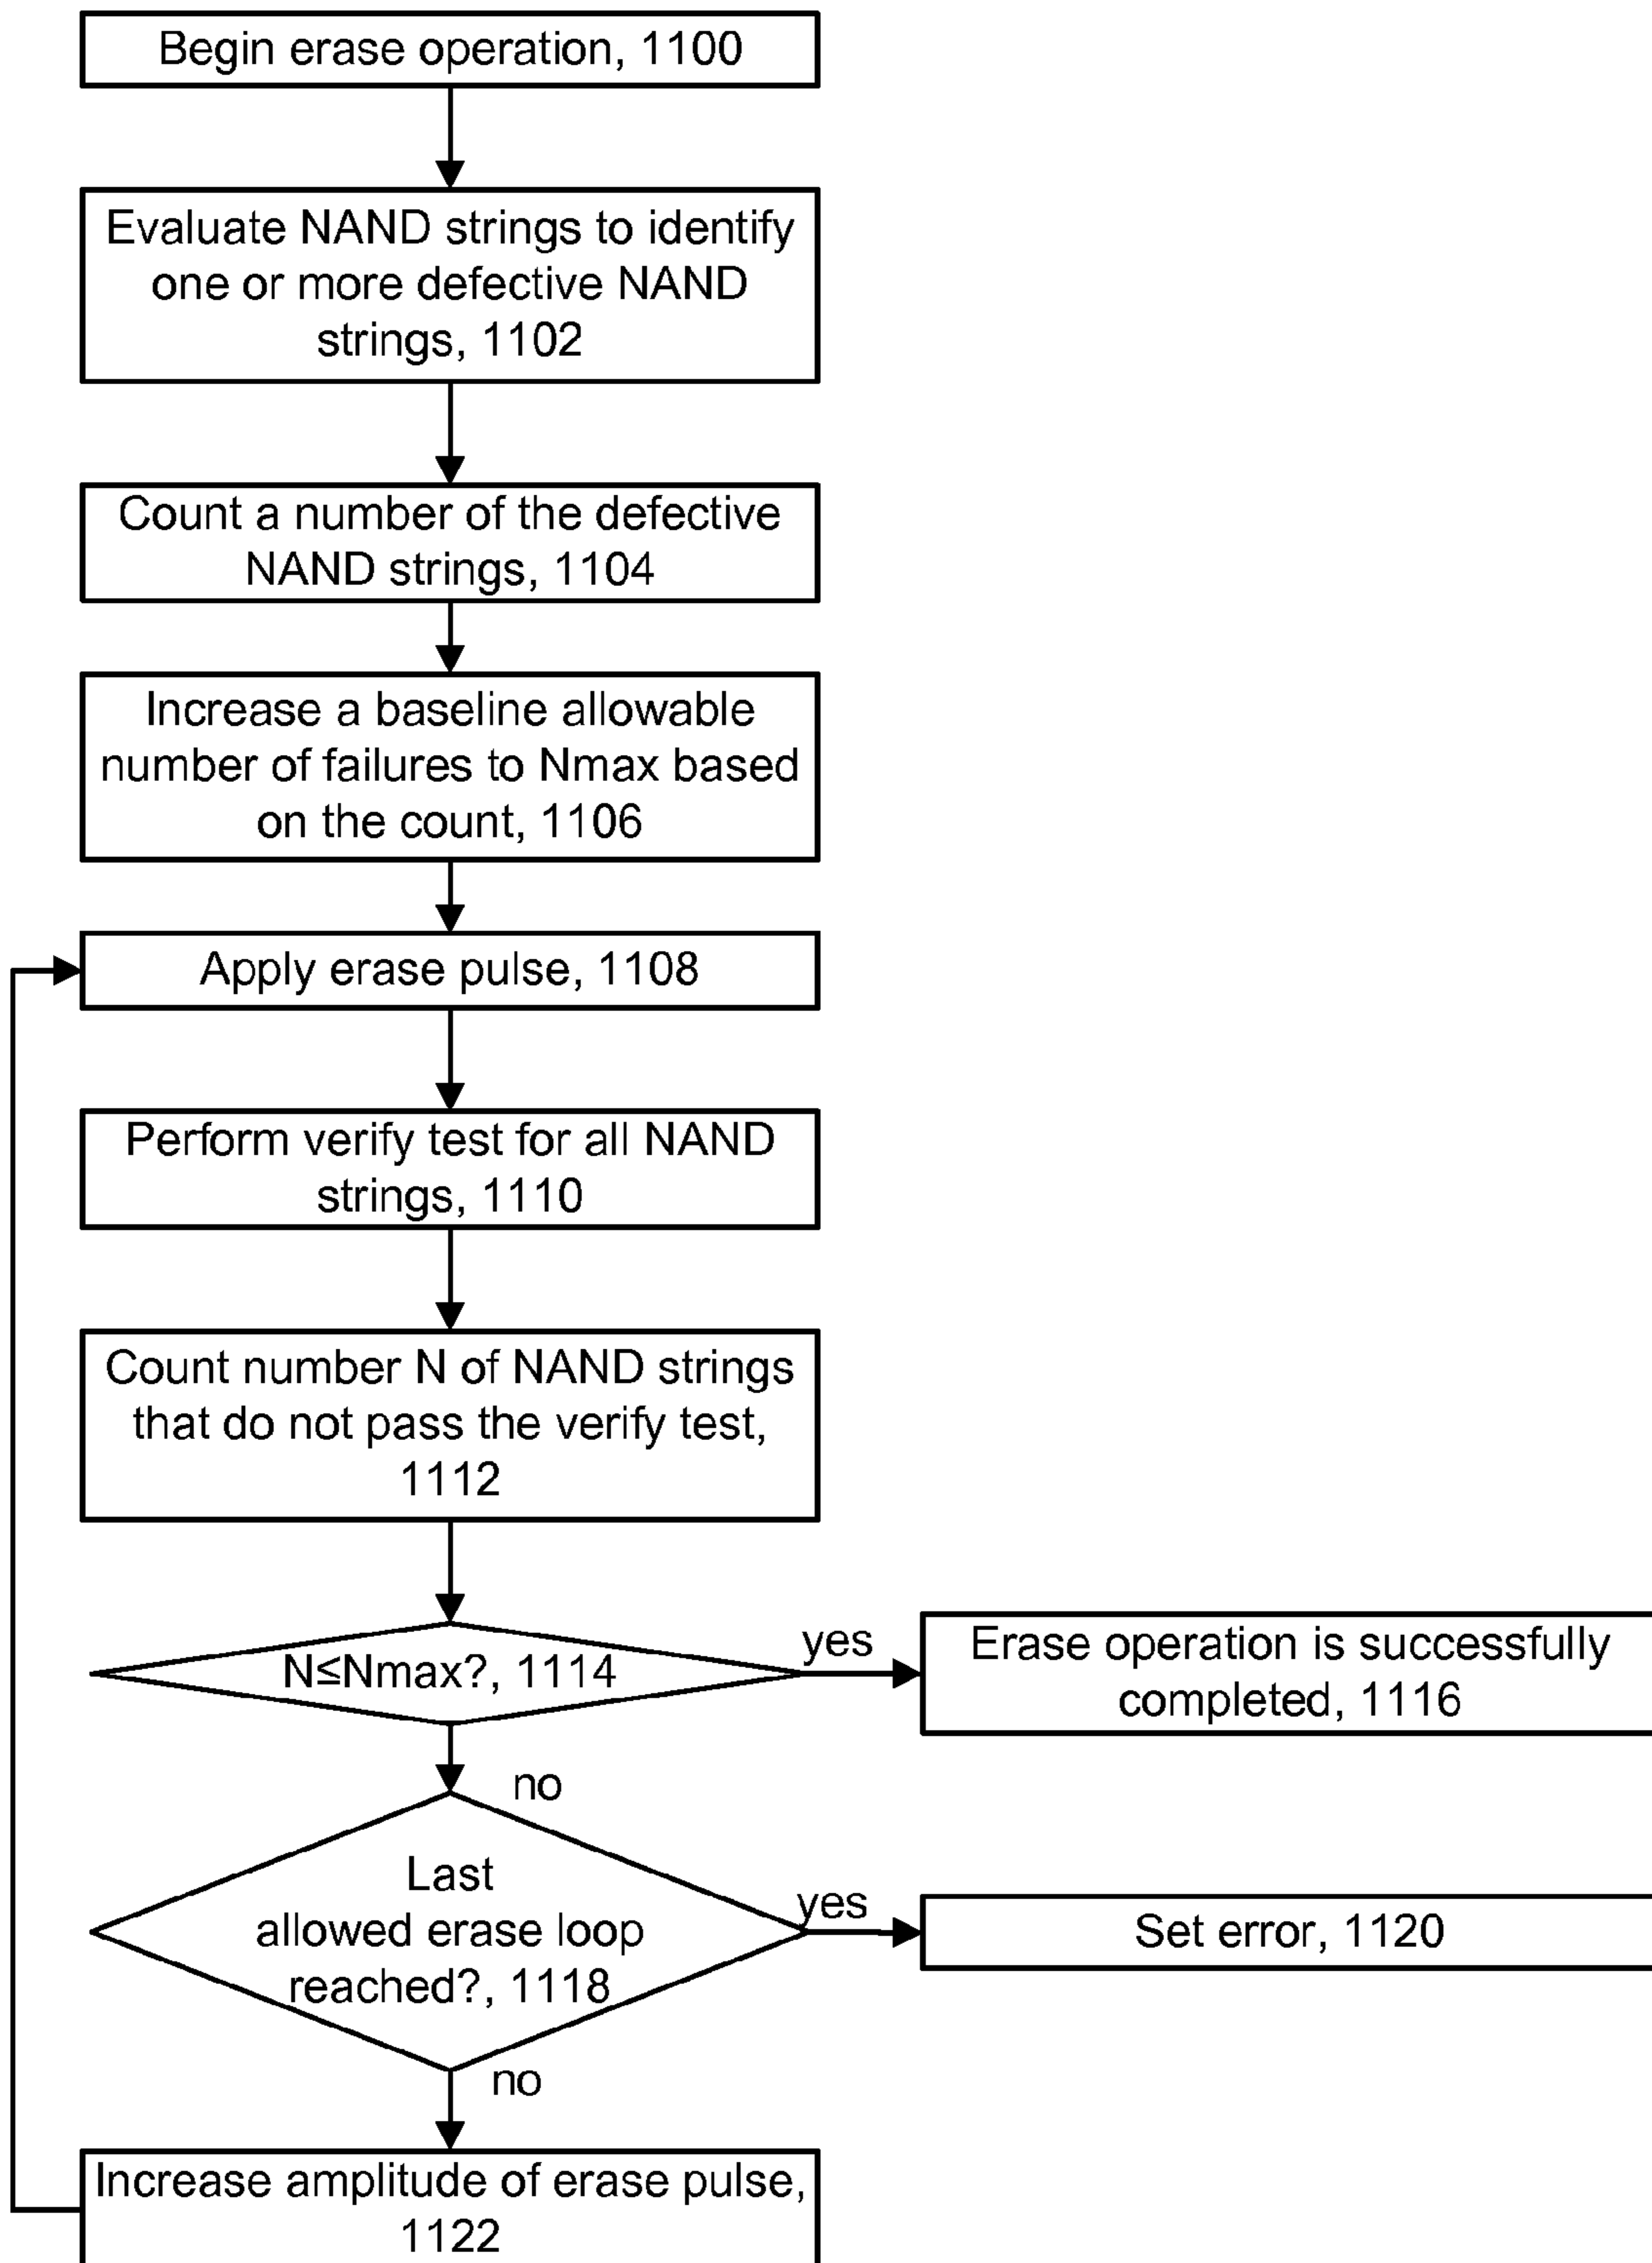 Begin erase operation, 1100
Evaluate NAND strings to identify
one or more defective NAND
strings, 1102
Count a number of the defective
NAND strings, 1104
Increase a baseline allowable
number of failures to Nmax based
on the count, 1106
Apply erase pulse, 1108
Perform verify test for all NAND
strings, 1110
Count number N of NAND strings
that do not pass the verify test,
1112
N≤Nmax?, 1114
yes
Erase operation is successfully
completed, 1116
no
Last
allowed erase loop
reached?, 1118
yes
Set error, 1120
no
Increase amplitude of erase pulse,
1122